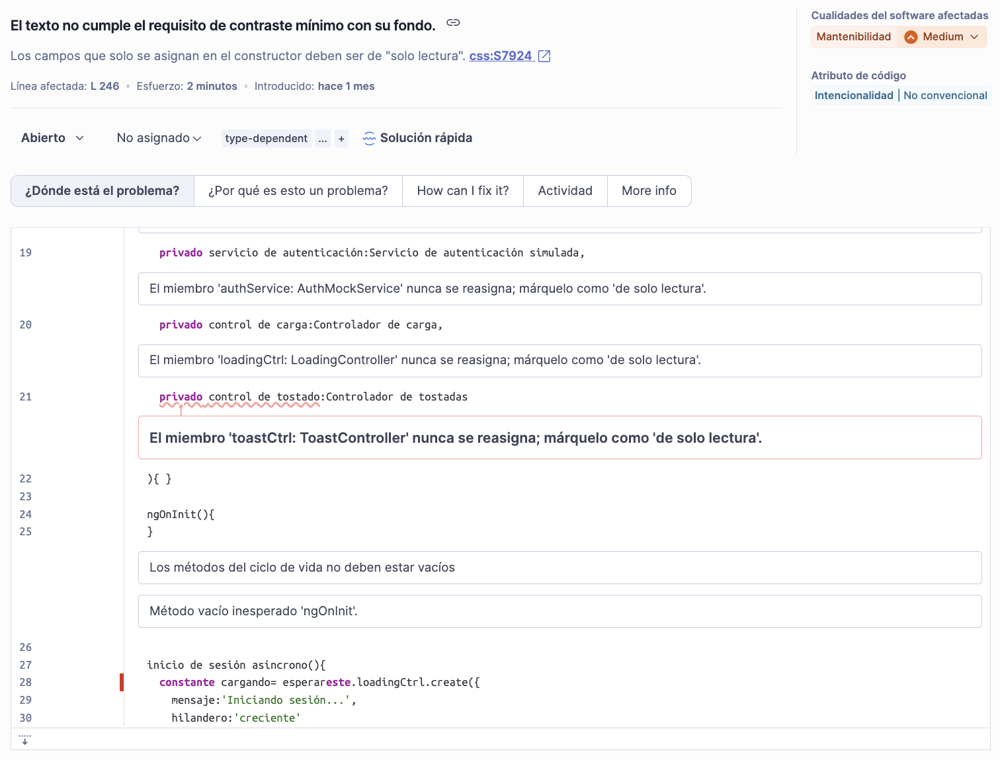 El texto no cumple el requisito de contraste mínimo con su fondo.
Los campos que solo se asignan en el constructor deben ser de "solo lectura". css:S7924
Línea afectada: L 246 • Esfuerzo: 2 minutos • Introducido: hace 1 mes
Cualidades del software afectadas
Mantenibilidad Medium
Atributo de código
Intencionalidad | No convencional
Abierto No asignado type-dependent ... + Solución rápida
¿Dónde está el problema? ¿Por qué es esto un problema? How can I fix it? Actividad More info
19 privado servicio de autenticación:Servicio de autenticación simulada,
El miembro 'authService: AuthMockService' nunca se reasigna; márquelo como 'de solo lectura'.
20 privado control de carga:Controlador de carga,
El miembro 'loadingCtrl: LoadingController' nunca se reasigna; márquelo como 'de solo lectura'.
21 privado control de tostado:Controlador de tostadas
El miembro 'toastCtrl: ToastController' nunca se reasigna; márquelo como 'de solo lectura'.
22 ){ }
23
24 ngOnInit(){
25 }
Los métodos del ciclo de vida no deben estar vacíos
Método vacío inesperado 'ngOnInit'.
26
27 inicio de sesión asíncrono(){
28 constante cargando= esperareste.loadingCtrl.create({
29 mensaje:'Iniciando sesión...',
30 hilandero:'creciente'